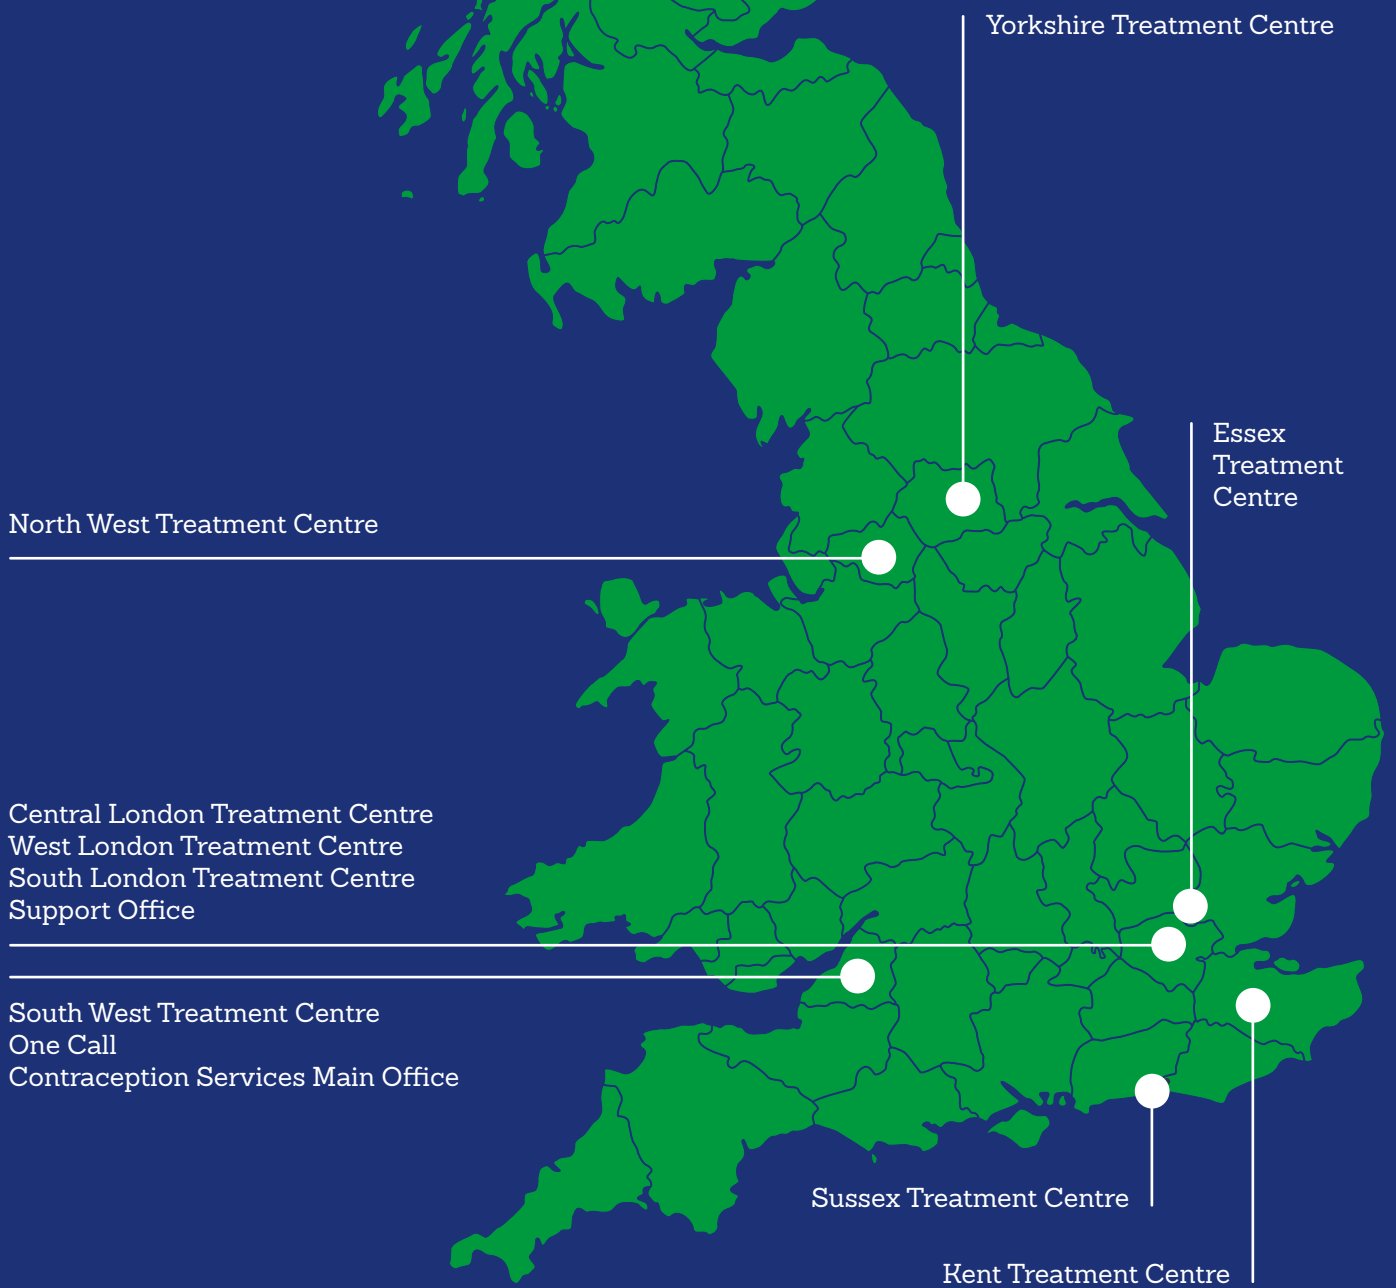 Yorkshire Treatment Centre
Essex
Treatment
Centre
North West Treatment Centre
Central London Treatment Centre
West London Treatment Centre
South London Treatment Centre
Support Office
South West Treatment Centre
One Call
Contraception Services Main Office
Sussex Treatment Centre
Kent Treatment Centre